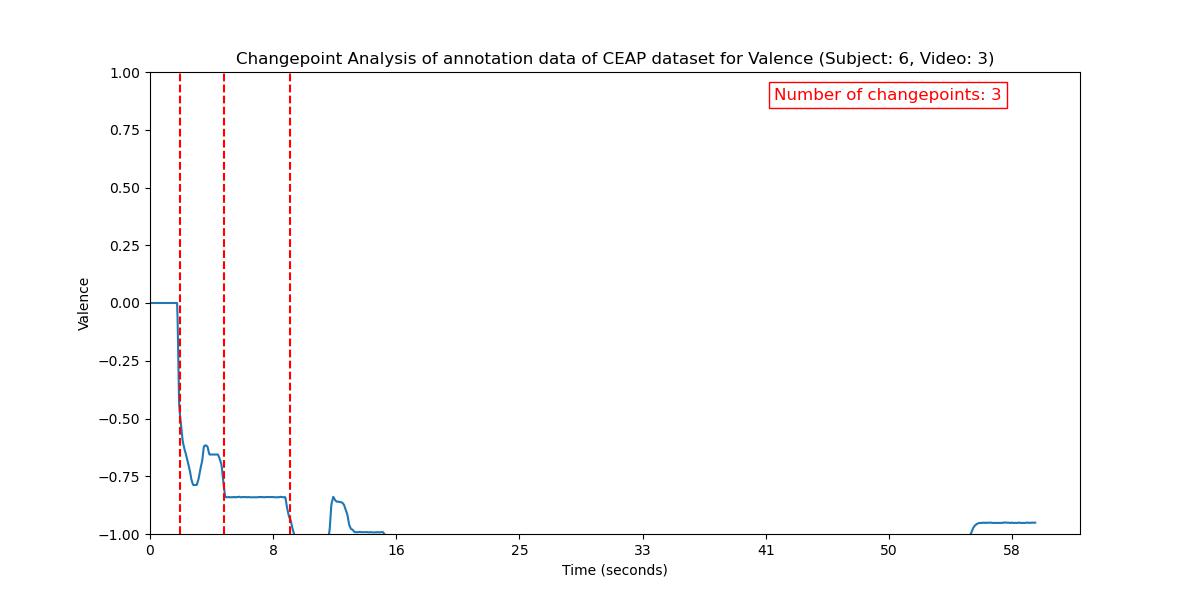 Changepoint Analysis of annotation data of CEAP dataset for Valence (Subject: 6, Video: 3)
Number of changepoints: 3
1.00
0.75
0.50
0.25
0.00
−0.25
−0.50
−0.75
−1.00
Valence
0 8 16 25 33 41 50 58
Time (seconds)